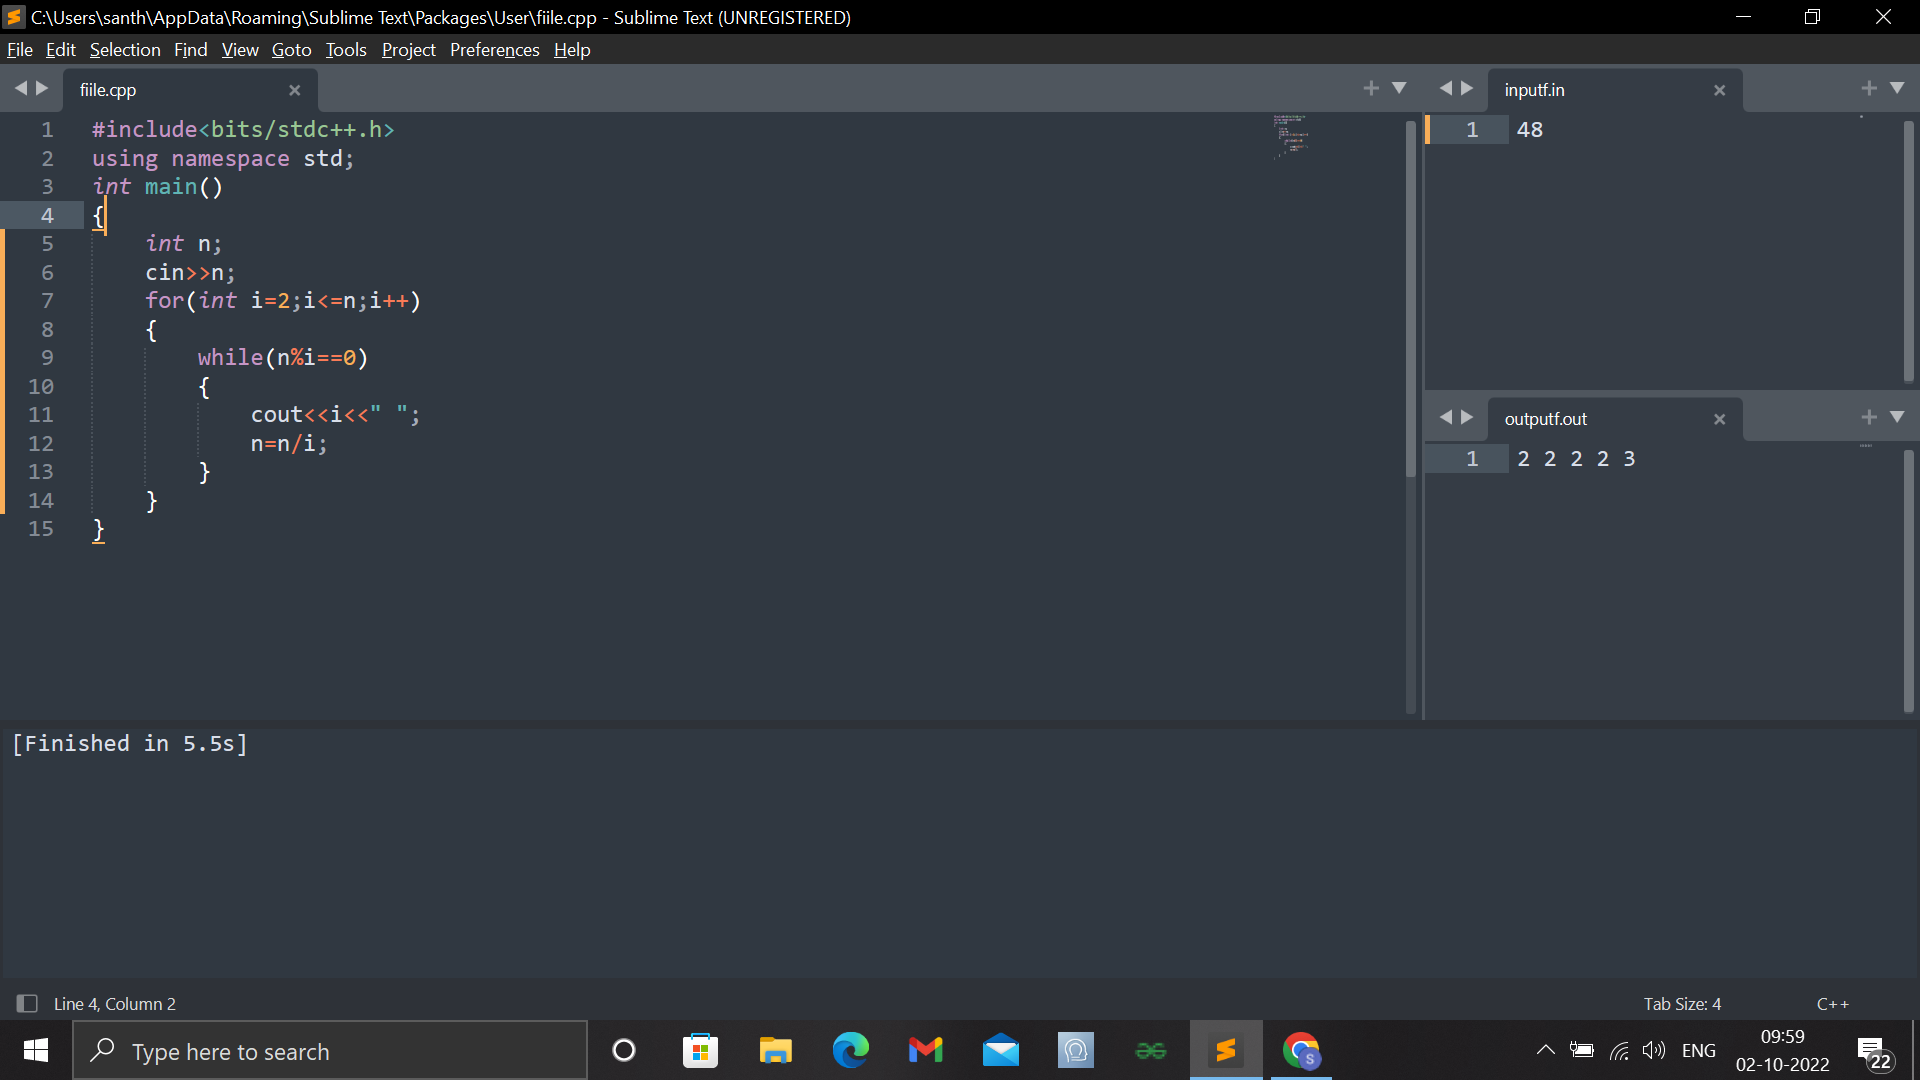 C:\Users\santh\AppData\Roaming\Sublime Text\Packages\User\fiile.cpp - Sublime Text (UNREGISTERED)
File Edit Selection Find View Goto Tools Project Preferences Help
fiile.cpp
1 #include<bits/stdc++.h>
2 using namespace std;
3 int main()
4 {
5     int n;
6     cin>>n;
7     for(int i=2;i<=n;i++)
8     {
9         while(n%i==0)
10         {
11             cout<<i<<" ";
12             n=n/i;
13         }
14     }
15 }
inputf.in
1 48
outputf.out
1 2 2 2 2 3
[Finished in 5.5s]
Line 4, Column 2
Tab Size: 4
C++
Type here to search
S
ENG
09:59
02-10-2022
22